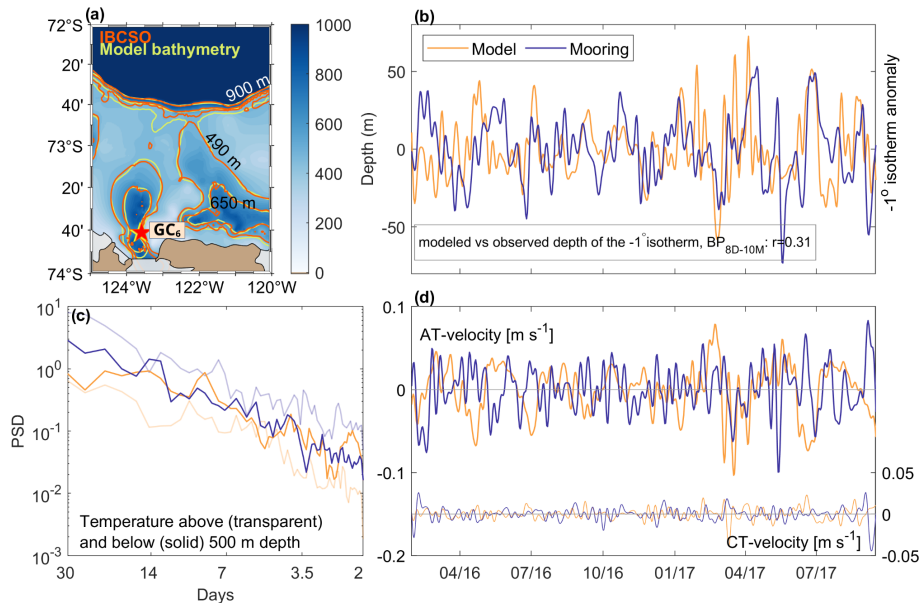 (a)
72°S
20'
40'
73°S
20'
40'
74°S
124°W
122°W
120°W
IBCSO
Model bathymetry
900 m
490 m
650 m
GC6
1000
800
600
400
200
0
Depth (m)
(b)
Model
Mooring
50
0
-50
-1° isotherm anomaly
modeled vs observed depth of the -1°isotherm, BP8D-10M: r=0.31
(c)
10^1
10^0
10^-1
10^-2
10^-3
PSD
Temperature above (transparent)
and below (solid) 500 m depth
30
14
7
3.5
2
Days
(d)
AT-velocity [m s^-1]
0.1
0
-0.1
-0.2
0.05
0
-0.05
CT-velocity [m s^-1]
04/16
07/16
10/16
01/17
04/17
07/17